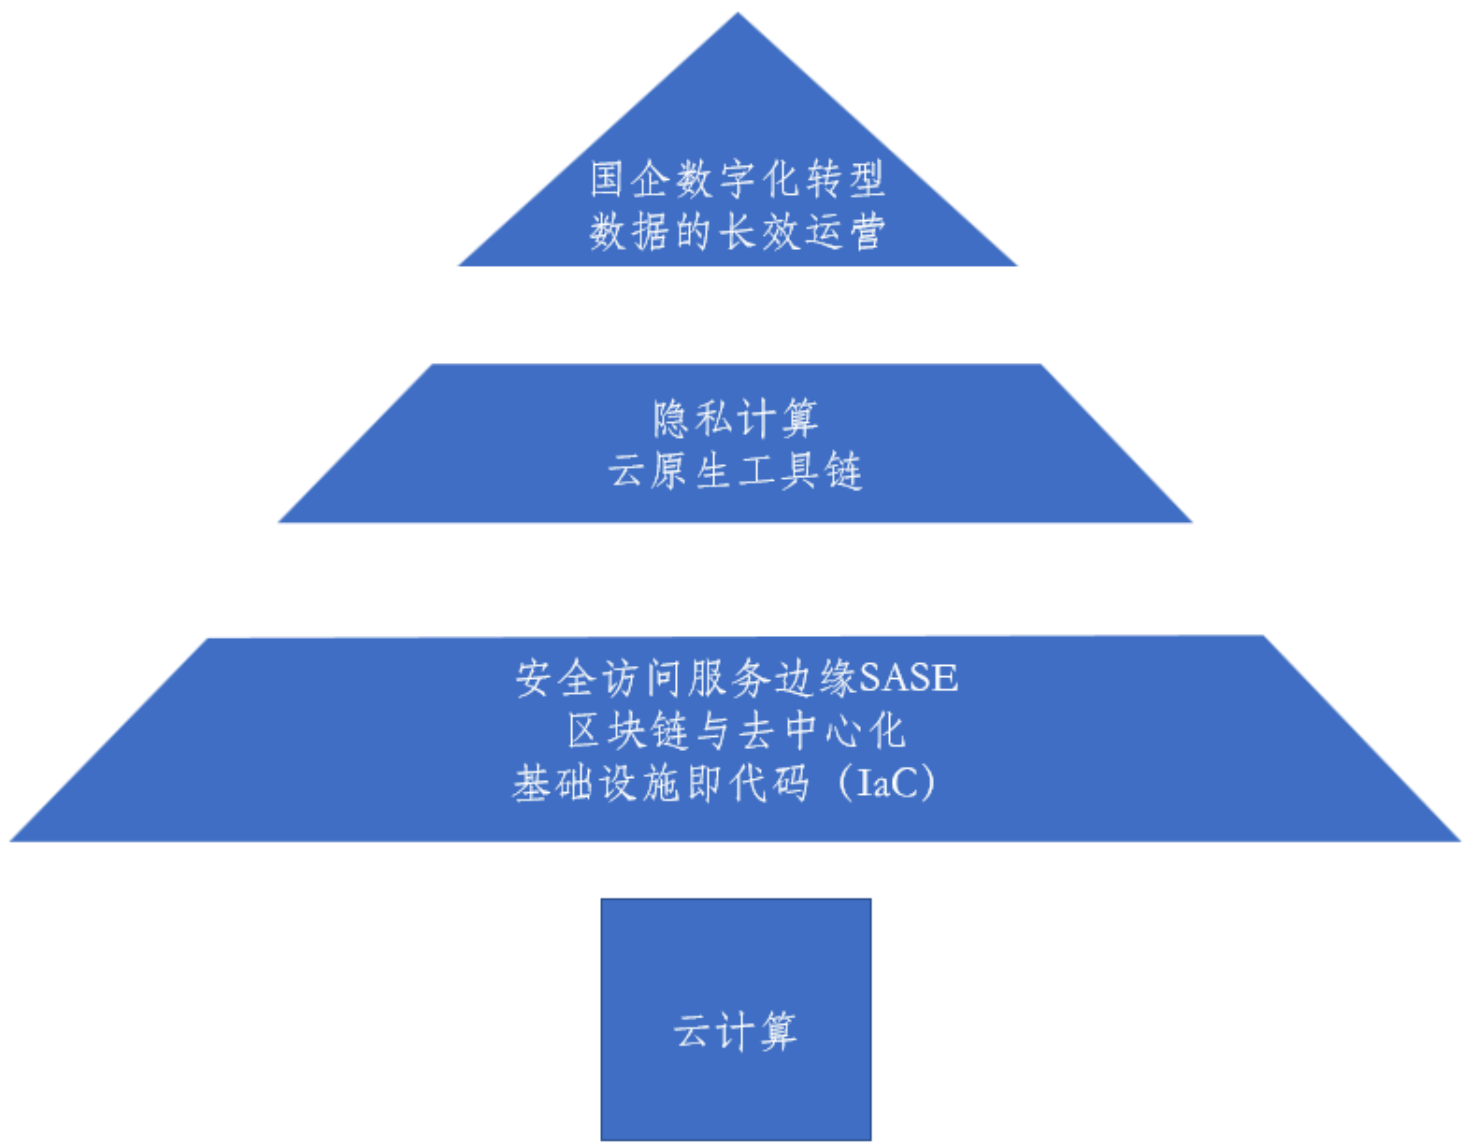 国企数字化转型
数据的长效运营
隐私计算
云原生工具链
安全访问服务边缘SASE
区块链与去中心化
基础设施即代码（IaC）
云计算